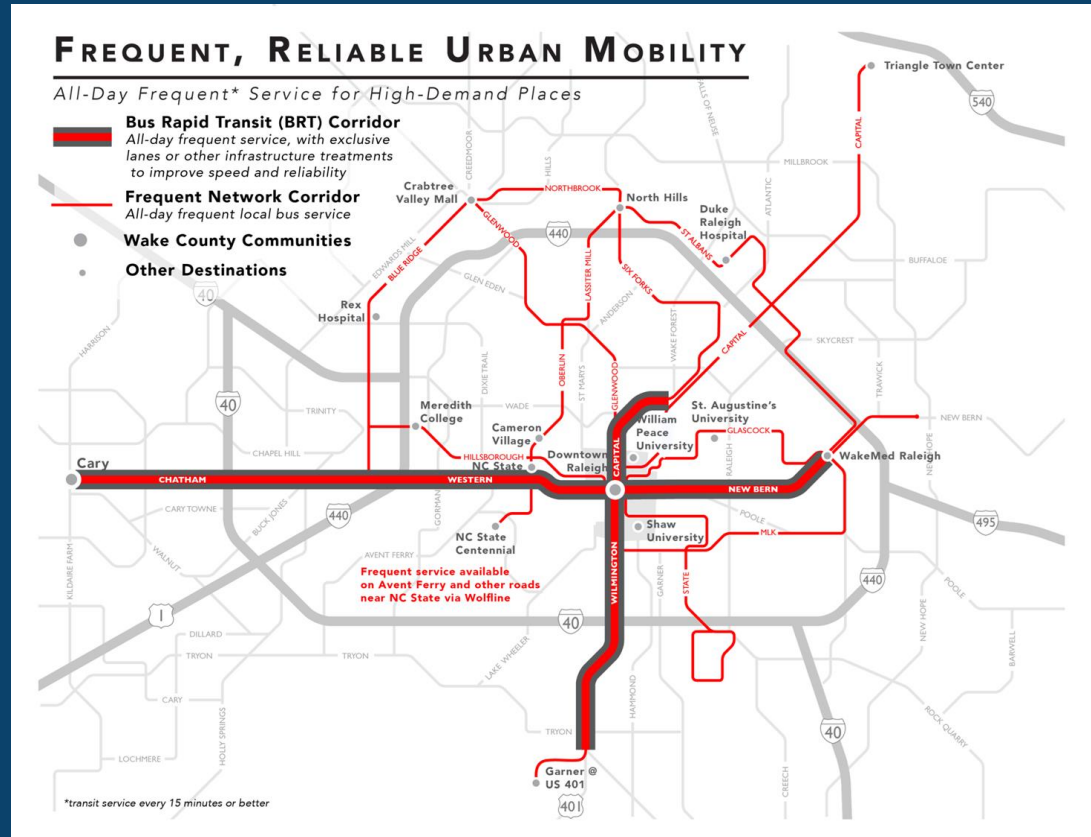 FREQUENT, RELIABLE URBAN MOBILITY
All-Day Frequent* Service for High-Demand Places
Bus Rapid Transit (BRT) Corridor
All-day frequent service, with exclusive
lanes or other infrastructure treatments
to improve speed and reliability
Frequent Network Corridor
All-day frequent local bus service
Wake County Communities
Other Destinations
Triangle Town Center
540
CAPITAL
CREEDMOOR
HILLS
ATLANTIC
MILLBROOK
Crabtree
Valley Mall
NORTHBROOK
North Hills
Duke
Raleigh
Hospital
GLENWOOD
440
ST ALBANS
EDWARDS MILL
BLUE RIDGE
GLEN EDEN
LASSITER MILL
SIX FORKS
BUFFALOE
40
ANDERSON
Rex
Hospital
HARRISON
WAKE FOREST
CAPITAL
SKYCREST
DIXIE TRAIL
OBERLIN
ST MARYS
GLENWOOD
TRAWICK
40
TRINITY
Meredith
College
WADE
William
Peace
University
St. Augustine's
University
GLASCOCK
NEW BERN
Cameron
Village
CAPITAL
CHAPEL HILL
HILLSBOROUGH
NC State
Downtown
Raleigh
RALEIGH
WakeMed Raleigh
NEW HOPE
Cary
CHATHAM
WESTERN
NEW BERN
CARY TOWNE
BUCK JONES
GORMAN
440
POOLE
495
NC State
Centennial
Shaw
University
MLK
WALNUT
AVENT FERRY
Frequent service available
on Avent Ferry and other roads
near NC State via Wolfline
KILDAIRE FARM
WILMINGTON
GARNER
STATE
440
POOLE
1
40
NEW HOPE
DILLARD
TRYON
TRYON
LAKE WHEELER
BARWELL
CARY
HOLLY SPRINGS
HAMMOND
ROCK QUARRY
TRYON
40
LOCHMERE
CREECH
Garner @
US 401
401
*transit service every 15 minutes or better